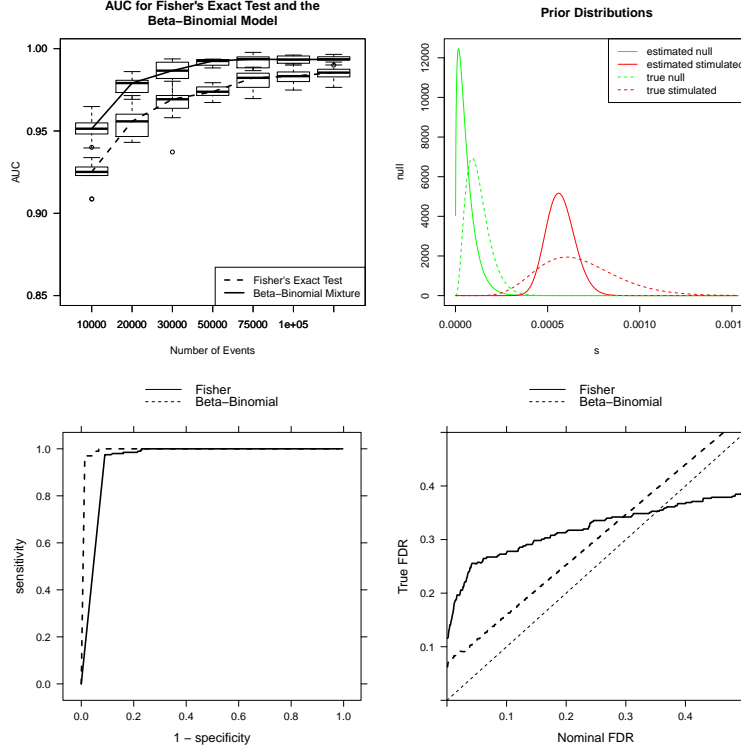 AUC for Fisher's Exact Test and the
Beta−Binomial Model
AUC
1.00
0.95
0.90
0.85
Fisher's Exact Test
Beta−Binomial Mixture
10000
20000
30000
50000
75000
1e+05
Number of Events
Prior Distributions
null
12000
10000
8000
6000
4000
2000
0
estimated null
estimated stimulated
true null
true stimulated
0.0000
0.0005
0.0010
0.001
s
Fisher
Beta−Binomial
sensitivity
1.0
0.8
0.6
0.4
0.2
0.0
0.0
0.2
0.4
0.6
0.8
1.0
1 − specificity
Fisher
Beta−Binomial
True FDR
0.4
0.3
0.2
0.1
0.1
0.2
0.3
0.4
Nominal FDR